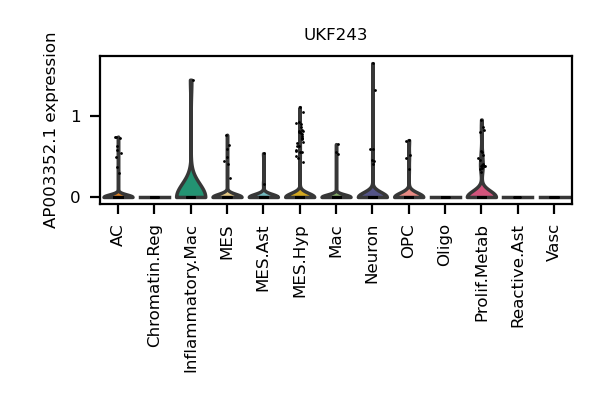 UKF243
AP003352.1 expression
1
0
AC
Chromatin.Reg
Inflammatory.Mac
MES
MES.Ast
MES.Hyp
Mac
Neuron
OPC
Oligo
Prolif.Metab
Reactive.Ast
Vasc